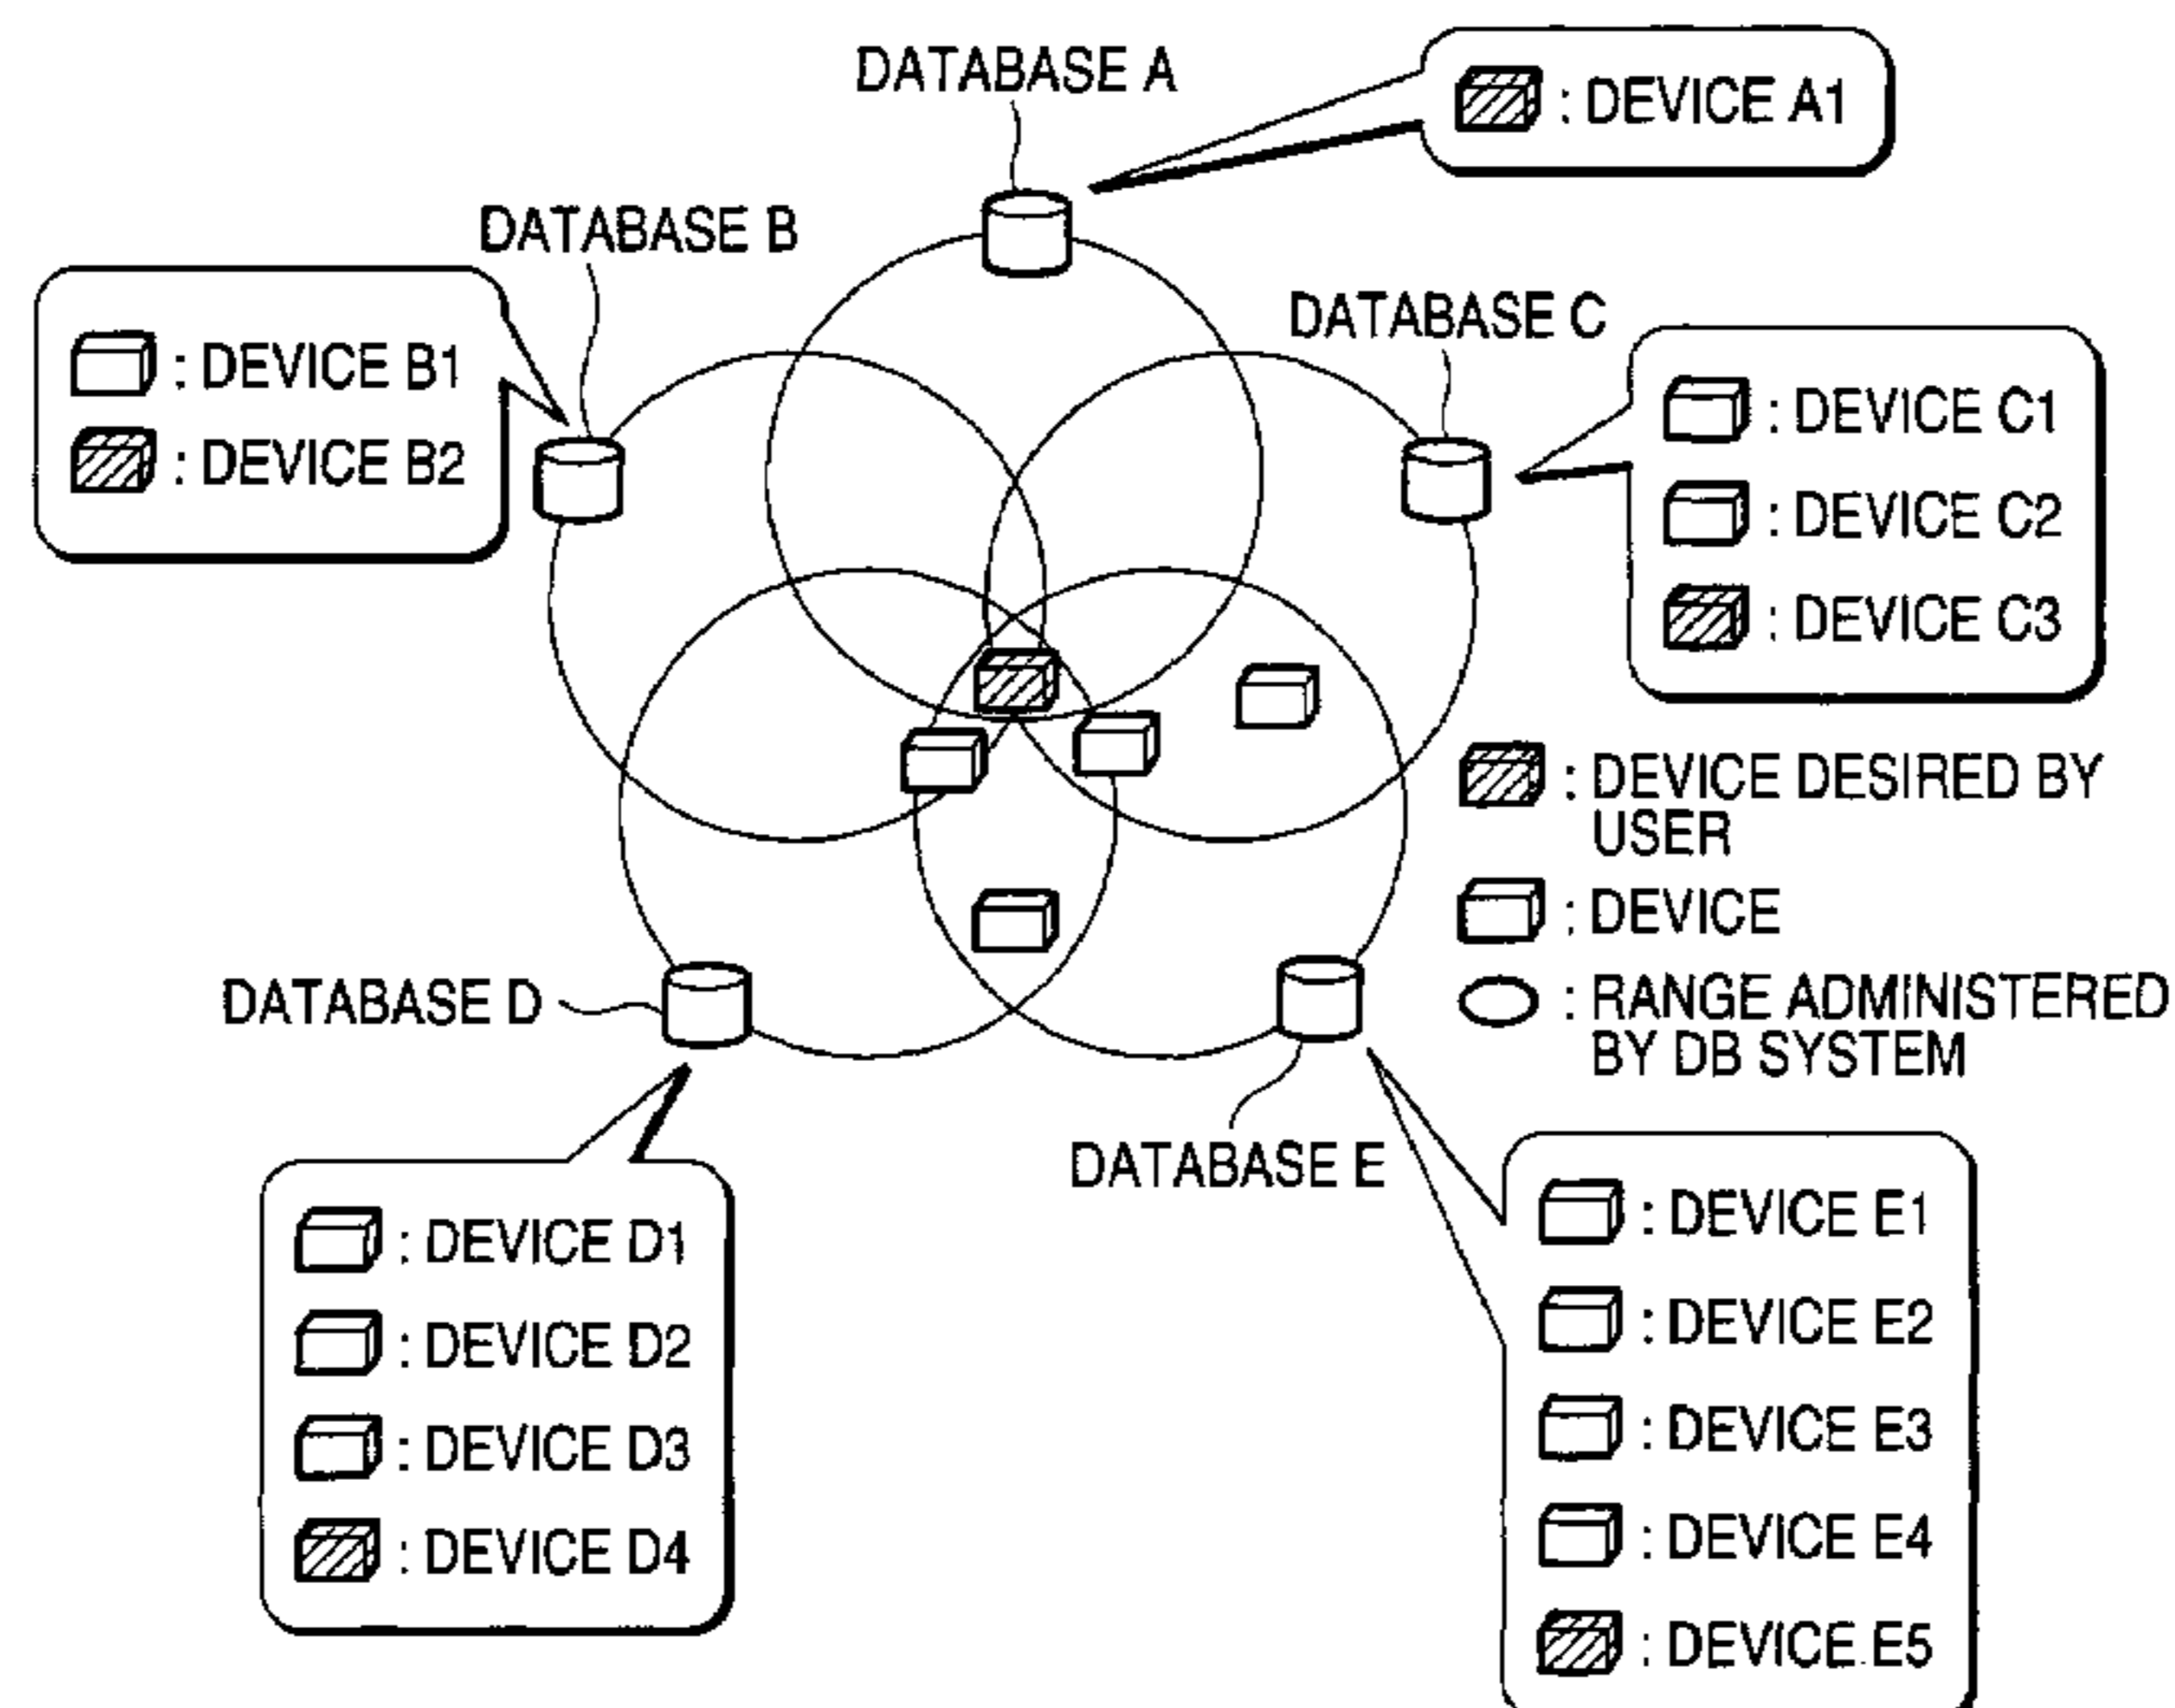 DATABASE A
: DEVICE A1
DATABASE B
: DEVICE B1
: DEVICE B2
DATABASE C
: DEVICE C1
: DEVICE C2
: DEVICE C3
: DEVICE DESIRED BY
USER
: DEVICE
: RANGE ADMINISTERED
BY DB SYSTEM
DATABASE D
DATABASE E
: DEVICE D1
: DEVICE D2
: DEVICE D3
: DEVICE D4
: DEVICE E1
: DEVICE E2
: DEVICE E3
: DEVICE E4
: DEVICE E5